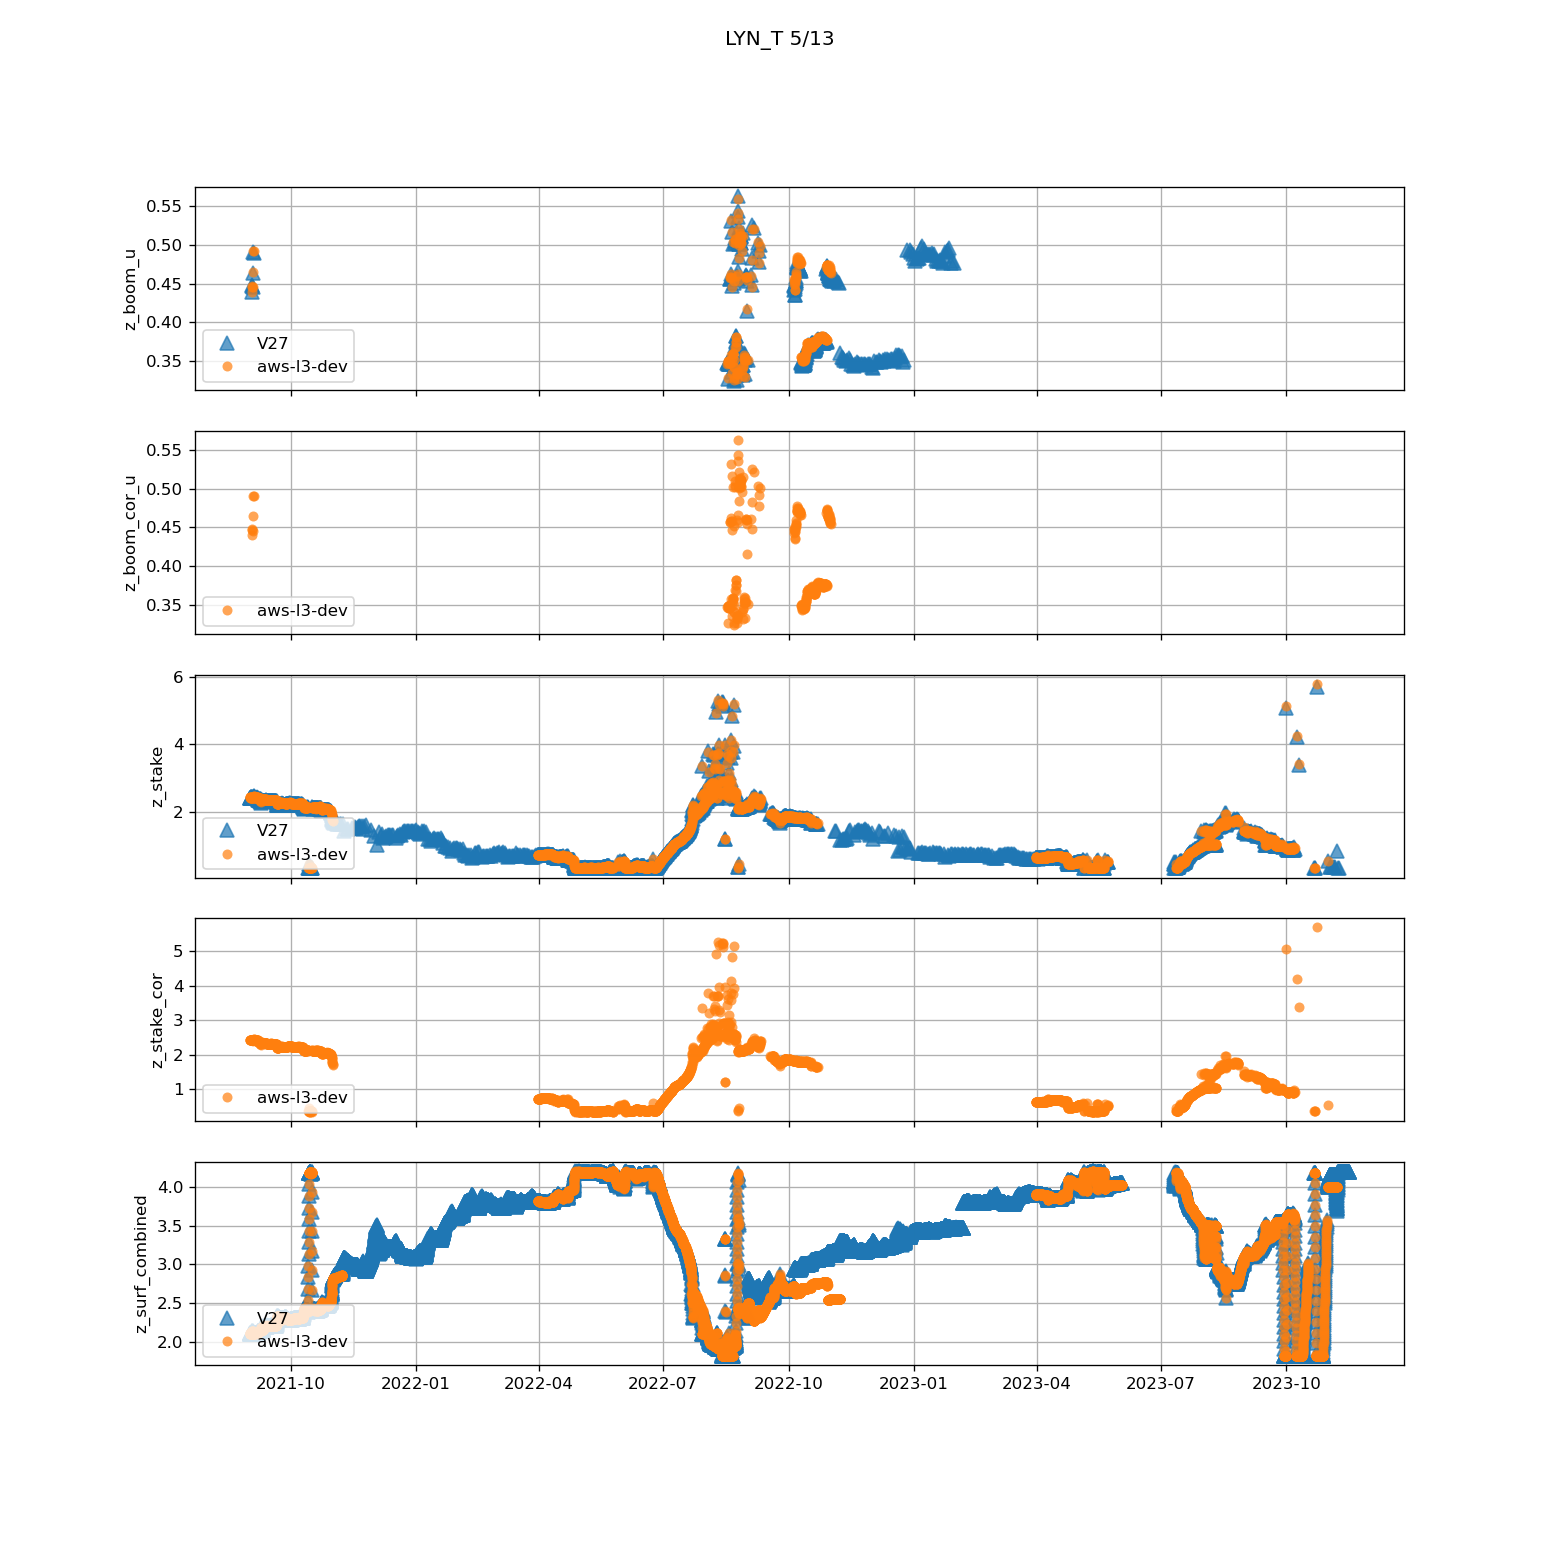 LYN_T 5/13
0.55
0.50
0.45
0.40
0.35
z_boom_u
V27
aws-l3-dev
0.55
0.50
0.45
0.40
0.35
z_boom_cor_u
aws-l3-dev
6
4
2
z_stake
V27
aws-l3-dev
5
4
3
2
1
z_stake_cor
aws-l3-dev
4.0
3.5
3.0
2.5
2.0
z_surf_combined
V27
aws-l3-dev
2021-10 2022-01 2022-04 2022-07 2022-10 2023-01 2023-04 2023-07 2023-10